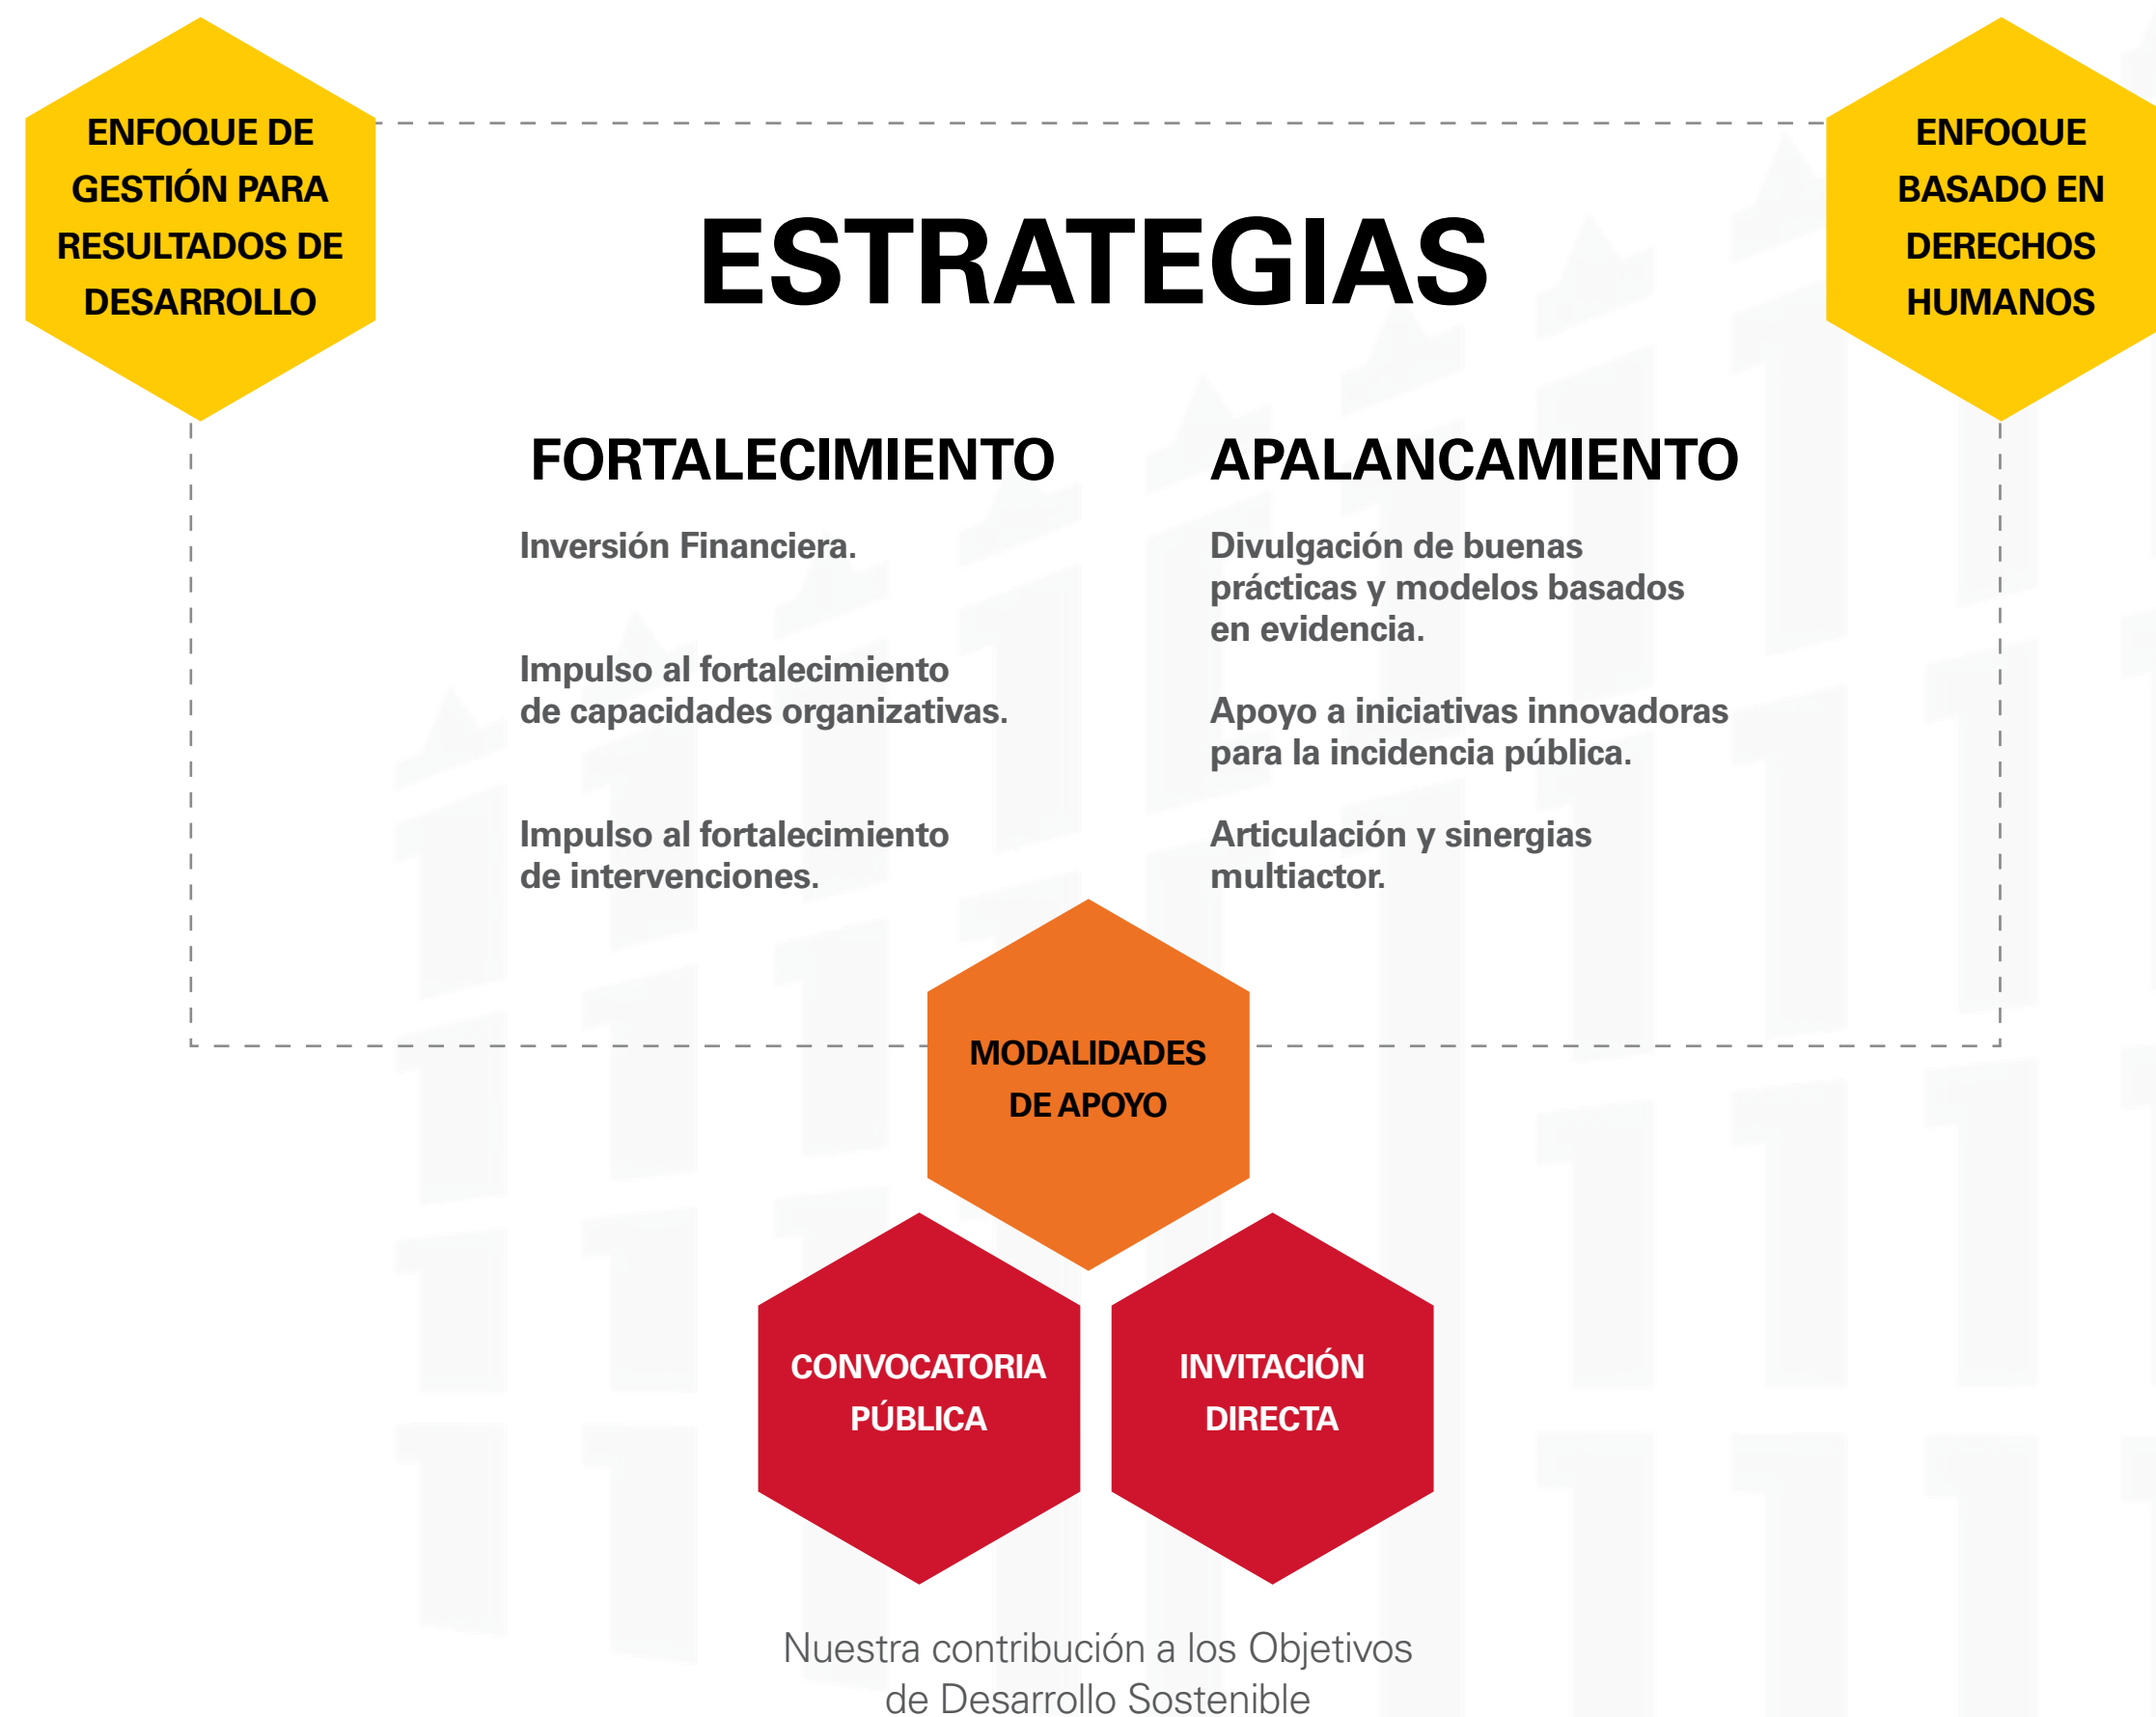 ENFOQUE DE
GESTIÓN PARA
RESULTADOS DE
DESARROLLO
ENFOQUE
BASADO EN
DERECHOS
HUMANOS
ESTRATEGIAS
FORTALECIMIENTO
Inversión Financiera.
Impulso al fortalecimiento
de capacidades organizativas.
Impulso al fortalecimiento
de intervenciones.
APALANCAMIENTO
Divulgación de buenas
prácticas y modelos basados
en evidencia.
Apoyo a iniciativas innovadoras
para la incidencia pública.
Articulación y sinergias
multiactor.
MODALIDADES
DE APOYO
CONVOCATORIA
PÚBLICA
INVITACIÓN
DIRECTA
Nuestra contribución a los Objetivos
de Desarrollo Sostenible